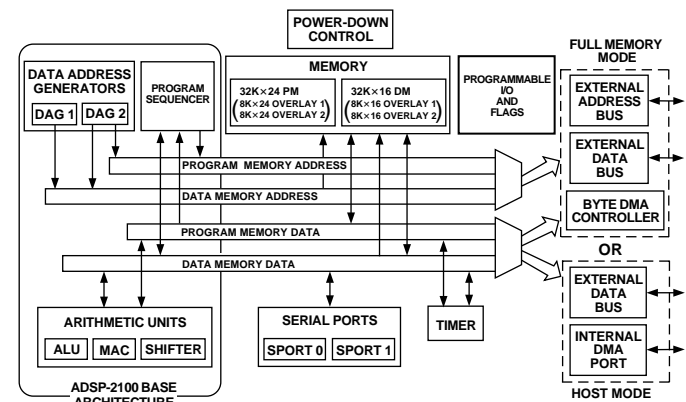 POWER-DOWN
CONTROL
FULL MEMORY
MODE
DATA ADDRESS
GENERATORS
DAG 1
DAG 2
PROGRAM
SEQUENCER
MEMORY
32K×24 PM
(8K×24 OVERLAY 1)
(8K×24 OVERLAY 2)
32K×16 DM
(8K×16 OVERLAY 1)
(8K×16 OVERLAY 2)
PROGRAMMABLE
I/O
AND
FLAGS
EXTERNAL
ADDRESS
BUS
EXTERNAL
DATA
BUS
BYTE DMA
CONTROLLER
OR
PROGRAM MEMORY ADDRESS
DATA MEMORY ADDRESS
PROGRAM MEMORY DATA
DATA MEMORY DATA
EXTERNAL
DATA
BUS
INTERNAL
DMA
PORT
HOST MODE
ARITHMETIC UNITS
ALU
MAC
SHIFTER
SERIAL PORTS
SPORT 0
SPORT 1
TIMER
ADSP-2100 BASE
ARCHITECTURE